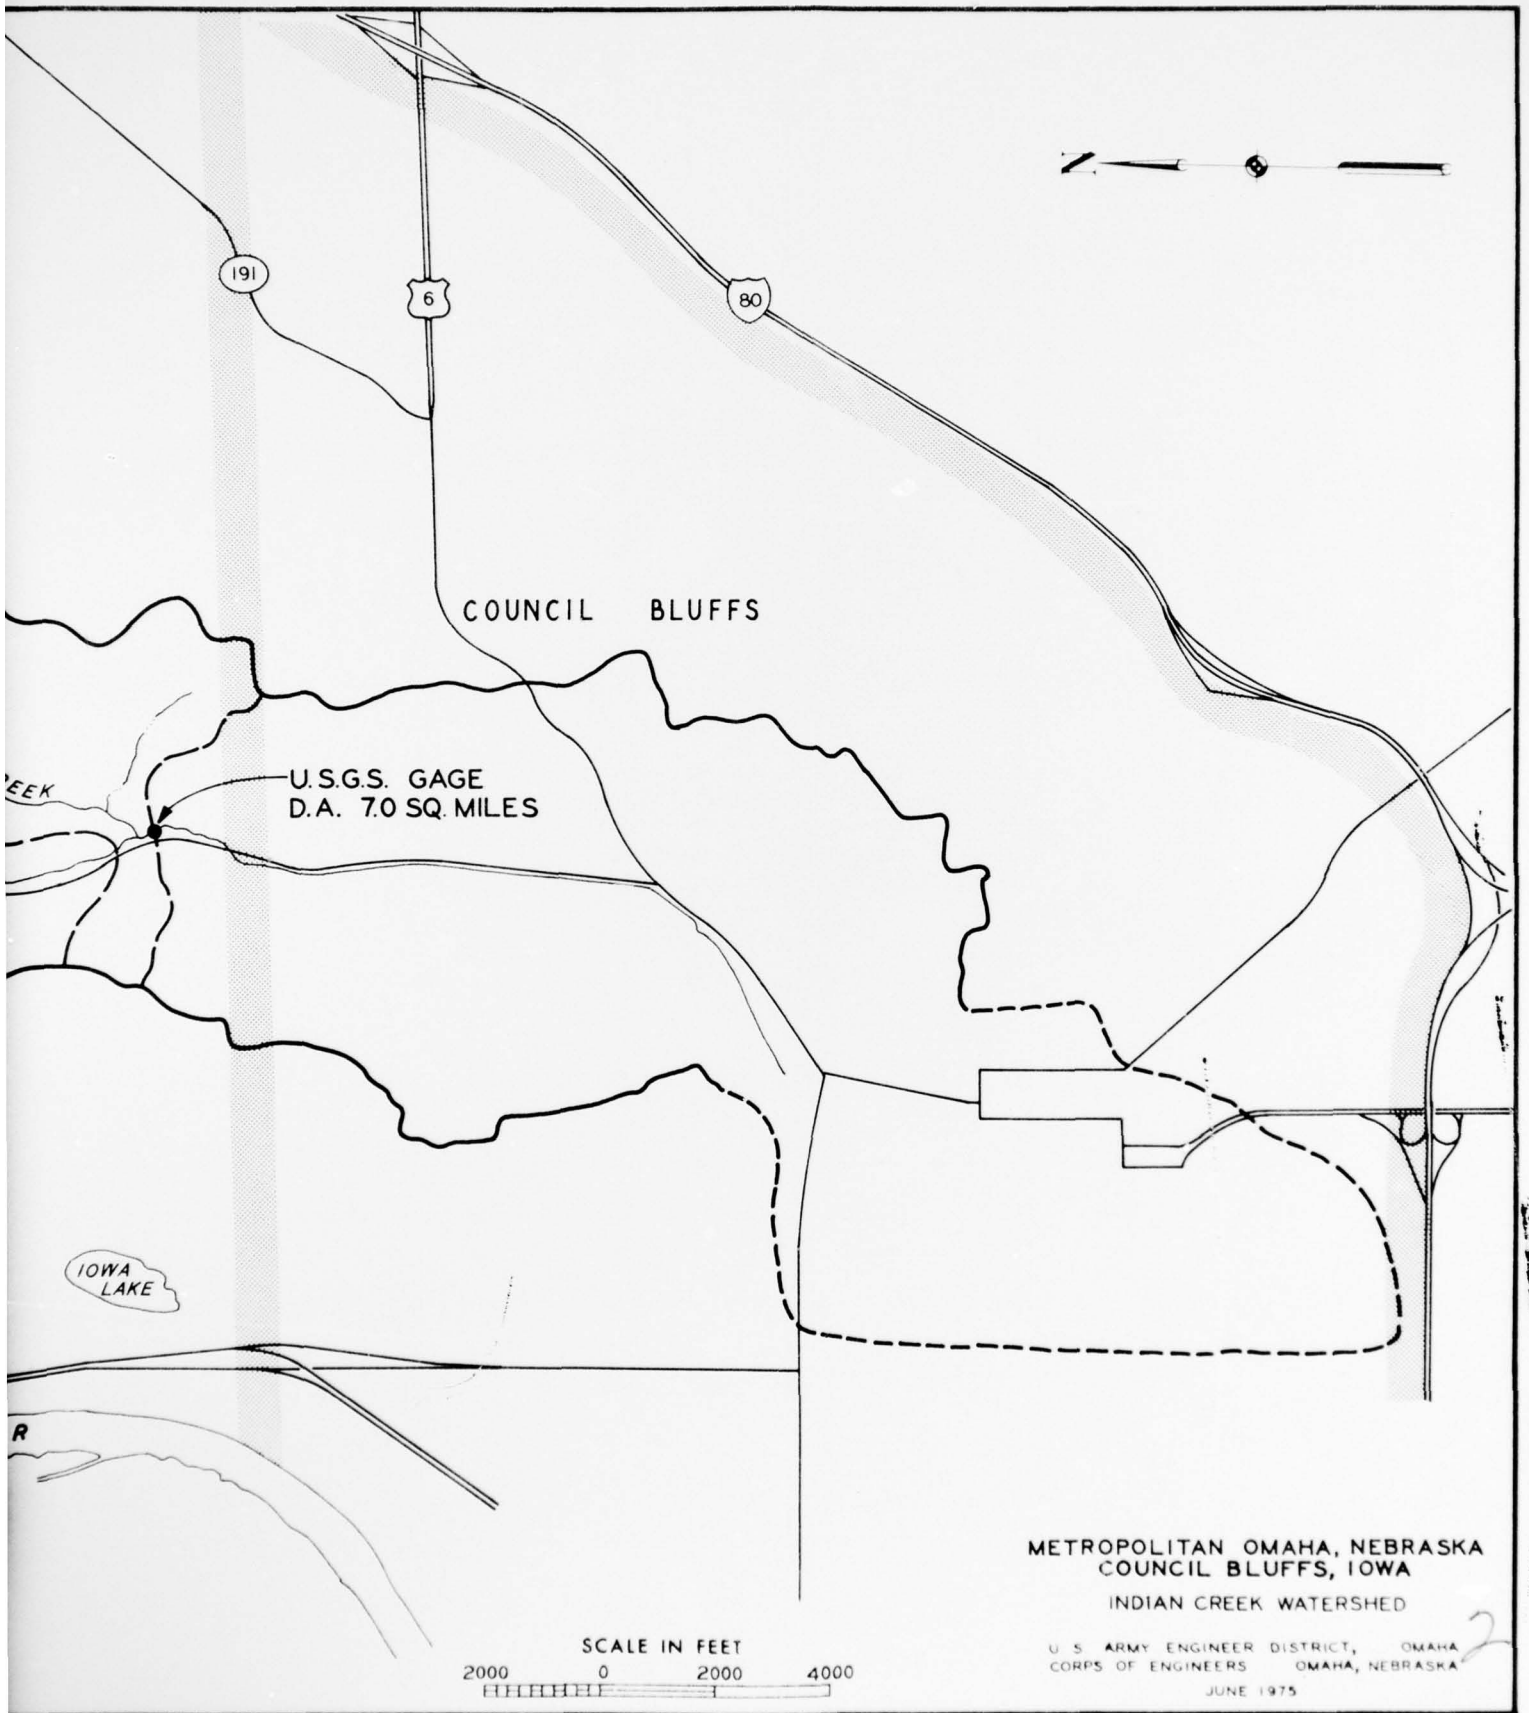 N
191
6
80
COUNCIL BLUFFS
EEK
U.S.G.S. GAGE
D.A. 7.0 SQ. MILES
IOWA
LAKE
R
METROPOLITAN OMAHA, NEBRASKA
COUNCIL BLUFFS, IOWA
INDIAN CREEK WATERSHED
U S ARMY ENGINEER DISTRICT, OMAHA
CORPS OF ENGINEERS OMAHA, NEBRASKA
JUNE 1975
2
SCALE IN FEET
2000 0 2000 4000